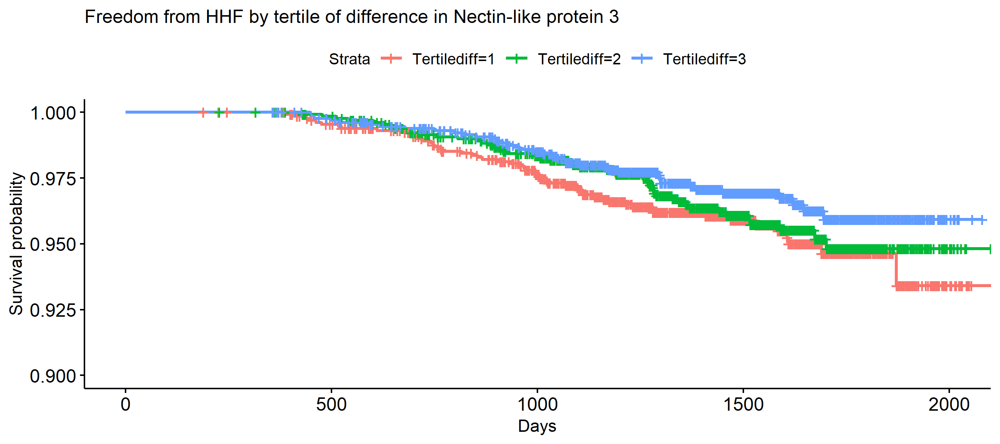 Freedom from HHF by tertile of difference in Nectin-like protein 3
Strata Tertilediff=1 Tertilediff=2 Tertilediff=3
Survival probability
1.000
0.975
0.950
0.925
0.900
0 500 1000 1500 2000
Days